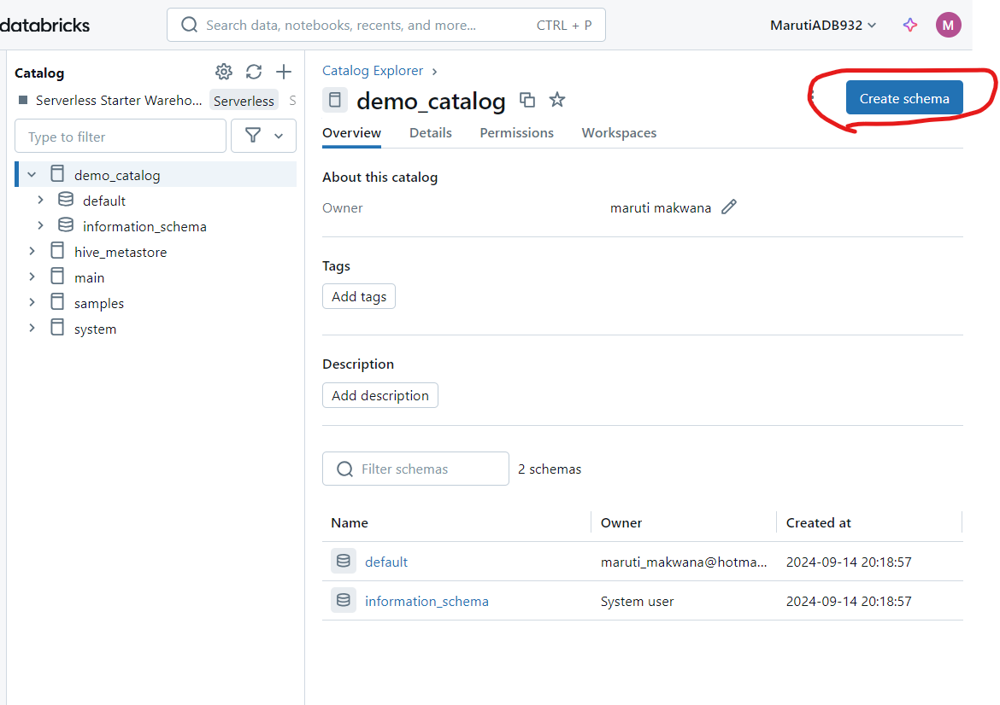 databricks
Search data, notebooks, recents, and more... CTRL + P
MarutiADB932
M
Catalog
Serverless Starter Wareho... Serverless S
Type to filter
demo_catalog
default
information_schema
hive_metastore
main
samples
system
Catalog Explorer
demo_catalog
Create schema
Overview Details Permissions Workspaces
About this catalog
Owner maruti makwana
Tags
Add tags
Description
Add description
Filter schemas 2 schemas
Name Owner Created at
default maruti_makwana@hotma... 2024-09-14 20:18:57
information_schema System user 2024-09-14 20:18:57